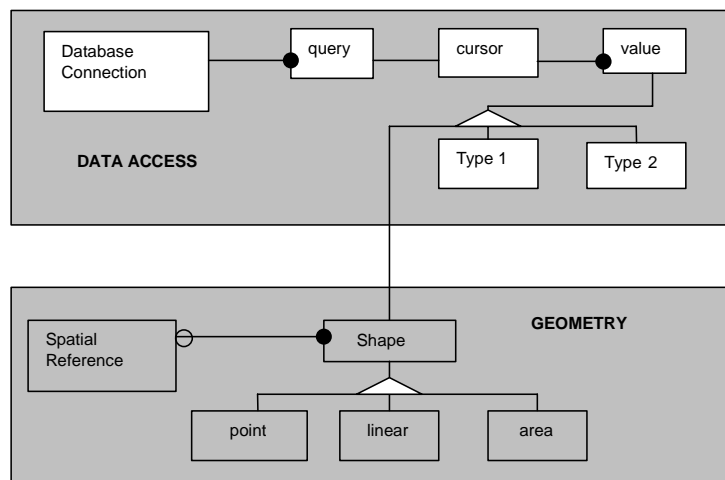 Database
Connection
query
cursor
value
DATA ACCESS
Type 1
Type 2
GEOMETRY
Spatial
Reference
Shape
point
linear
area